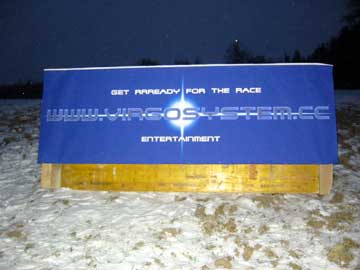 GET RRREADY FOR THE RACE
WWW.VIRGOSYSTEM.CC
ENTERTAINMENT